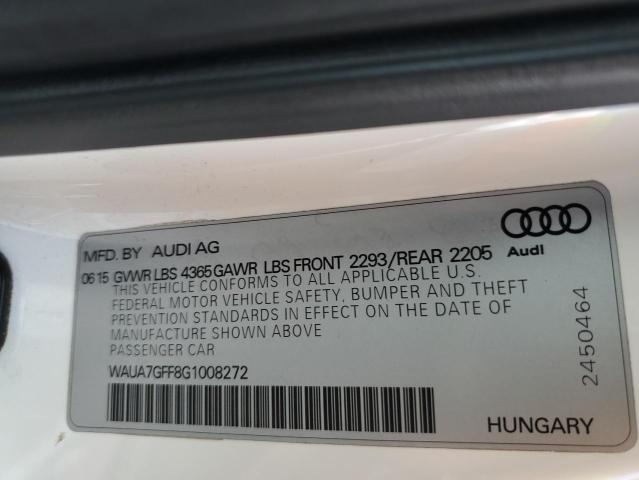 MFD. BY AUDI AG
06 15 GVWR LBS 4365 GAWR LBS FRONT 2293/REAR 2205
Audi
THIS VEHICLE CONFORMS TO ALL APPLICABLE U.S.
FEDERAL MOTOR VEHICLE SAFETY, BUMPER AND THEFT
PREVENTION STANDARDS IN EFFECT ON THE DATE OF
MANUFACTURE SHOWN ABOVE
PASSENGER CAR
WAUA7GFF8G1008272
HUNGARY
2450464